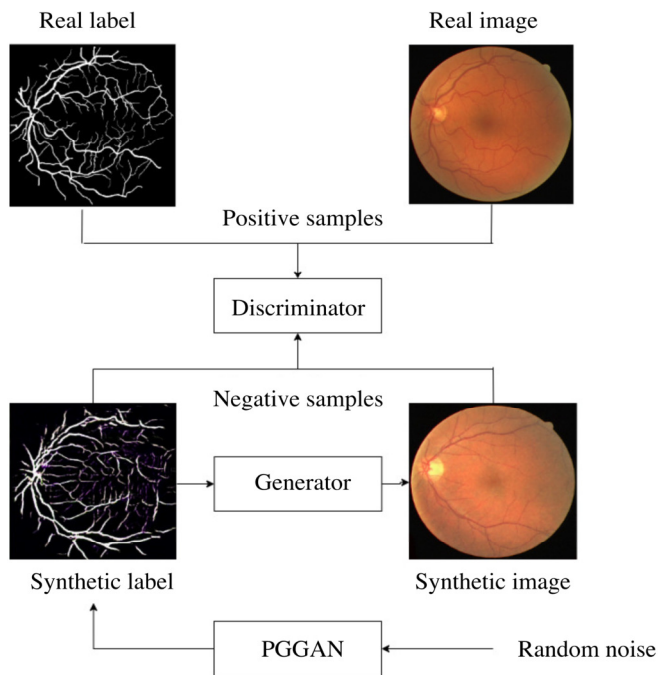 Real label
Real image
Positive samples
Discriminator
Negative samples
Generator
Synthetic label
Synthetic image
PGGAN
Random noise